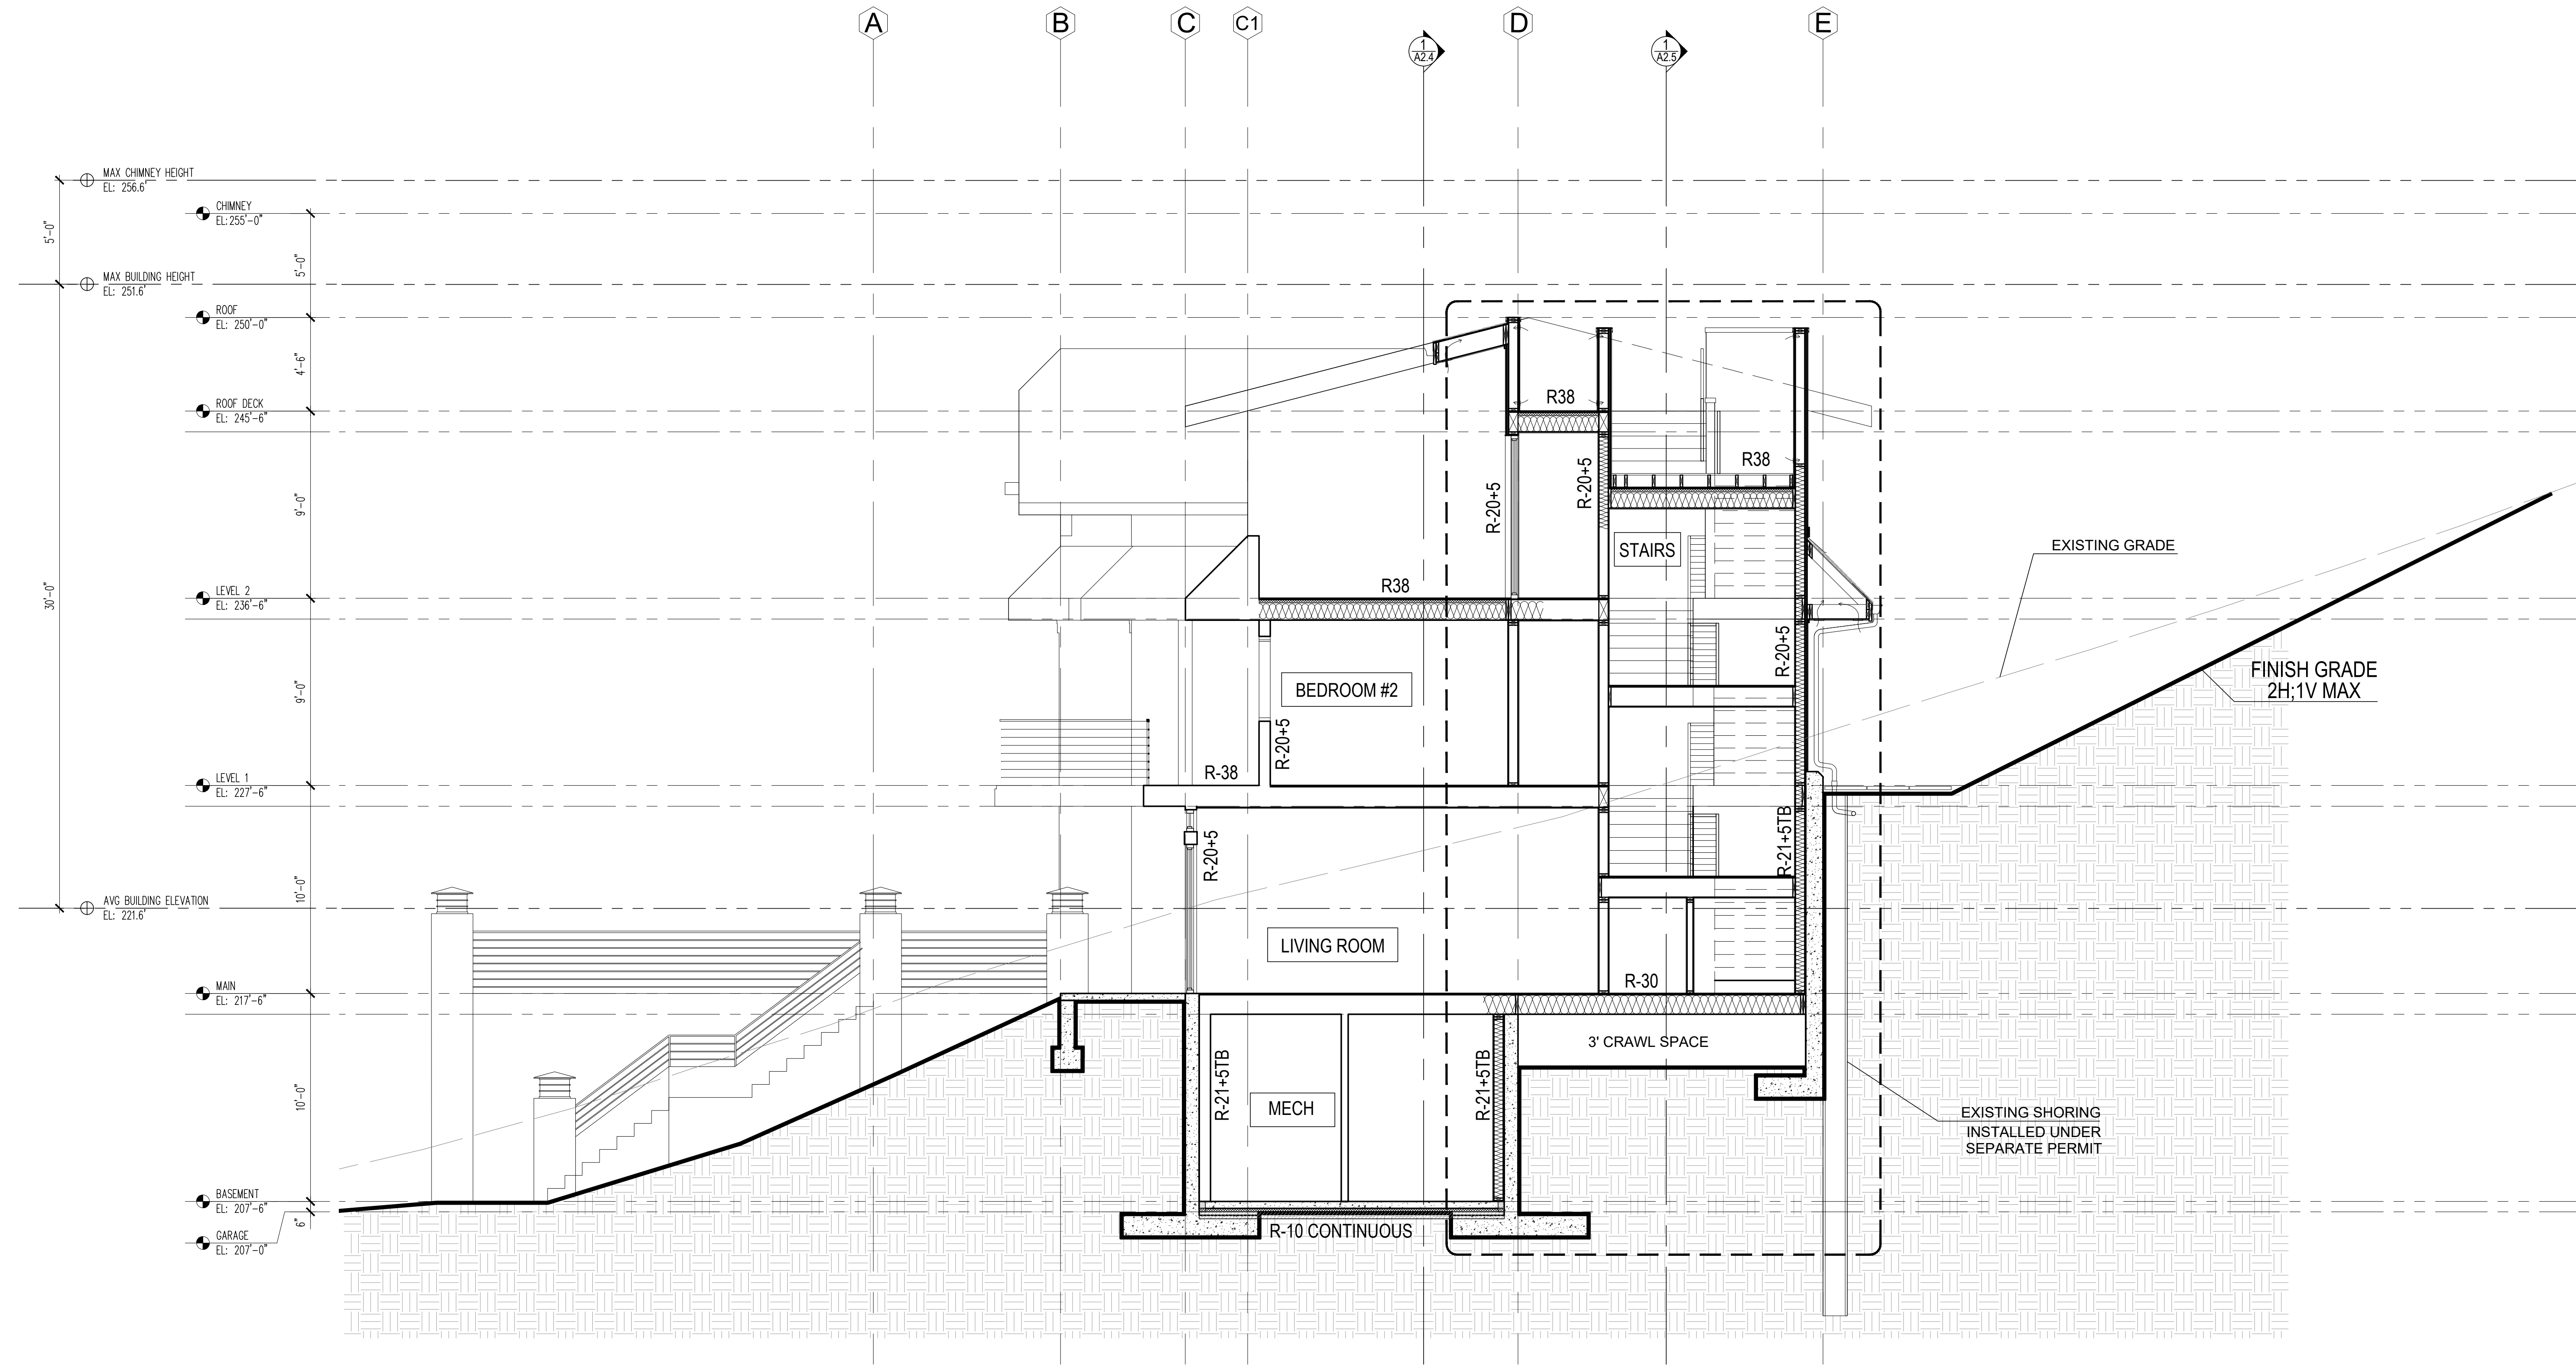 A
B
C
C1
D
E
1
A2.4
1
A2.5
MAX CHIMNEY HEIGHT
EL: 256.6'
CHIMNEY
EL: 255'-0"
5'-0"
5'-0"
MAX BUILDING HEIGHT
EL: 251.6'
ROOF
EL: 250'-0"
4'-6"
ROOF DECK
EL: 245'-6"
9'-0"
30'-0"
LEVEL 2
EL: 236'-6"
9'-0"
LEVEL 1
EL: 227'-6"
10'-0"
AVG BUILDING ELEVATION
EL: 221.6'
MAIN
EL: 217'-6"
10'-0"
BASEMENT
EL: 207'-6"
6"
GARAGE
EL: 207'-0"
R38
R38
R-20+5
R-20+5
STAIRS
R38
R-20+5
BEDROOM #2
R-20+5
R-38
R-20+5
R-21+5TB
LIVING ROOM
R-30
3' CRAWL SPACE
R-21+5TB
MECH
R-21+5TB
R-10 CONTINUOUS
EXISTING GRADE
FINISH GRADE
2H;1V MAX
EXISTING SHORING
INSTALLED UNDER
SEPARATE PERMIT